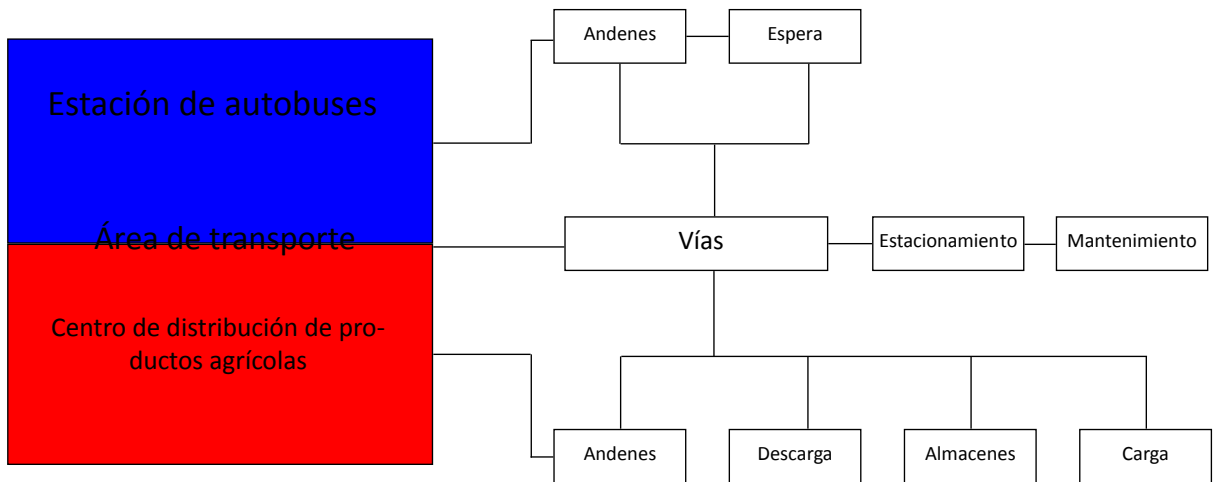 Andenes
Espera
Estación de autobuses
Área de transporte
Vías
Estacionamiento
Mantenimiento
Centro de distribución de pro-
ductos agrícolas
Andenes
Descarga
Almacenes
Carga